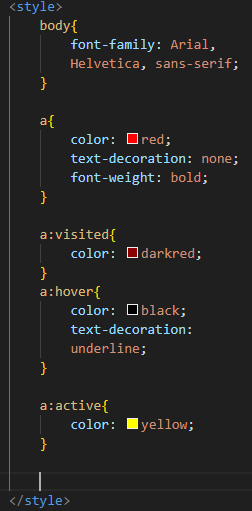 <style>
body{
font-family: Arial,
Helvetica, sans-serif;
}
a{
color: red;
text-decoration: none;
font-weight: bold;
}
a:visited{
color: darkred;
}
a:hover{
color: black;
text-decoration:
underline;
}
a:active{
color: yellow;
}
</style>